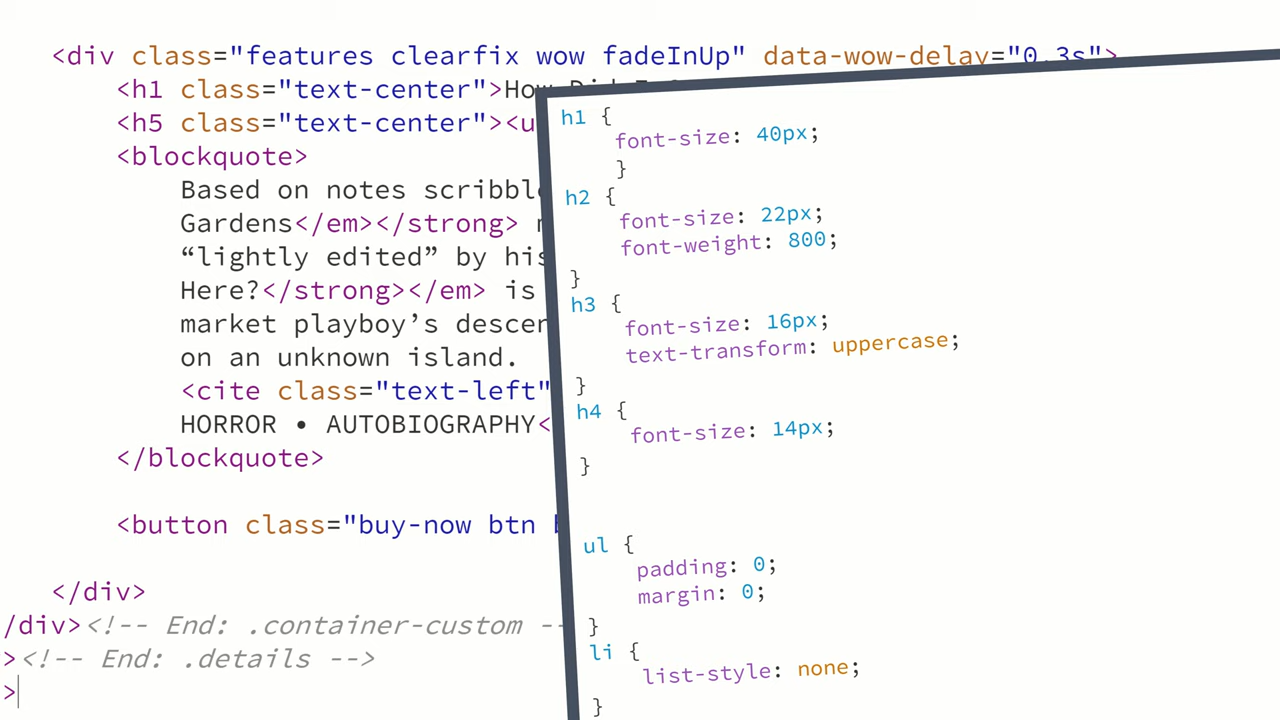 <div class="features clearfix wow fadeInUp" data-wow-delay="0.3s">
<h1 class="text-center">How Did I
<h5 class="text-center"><u
<blockquote>
Based on notes
Gardens</em></strong>
“lightly edited” by his
Here?</strong></em> is
market playboy’s
on an unknown island.
<cite class="text-left"
HORROR • AUTOBIOGRAPHY<
</blockquote>
<button class="buy-now btn
</div>
/div><!-- End: .container-custom --
><!-- End: .details -->
>
h1 {
font-size: 40px;
}
h2 {
font-size: 22px;
font-weight: 800;
}
h3 {
font-size: 16px;
text-transform: uppercase;
}
h4 {
font-size: 14px;
}
ul {
padding: 0;
margin: 0;
}
li {
list-style: none;
}